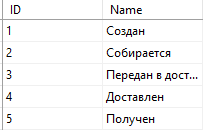 ID Name
1 Создан
2 Собирается
3 Передан в дост...
4 Доставлен
5 Получен